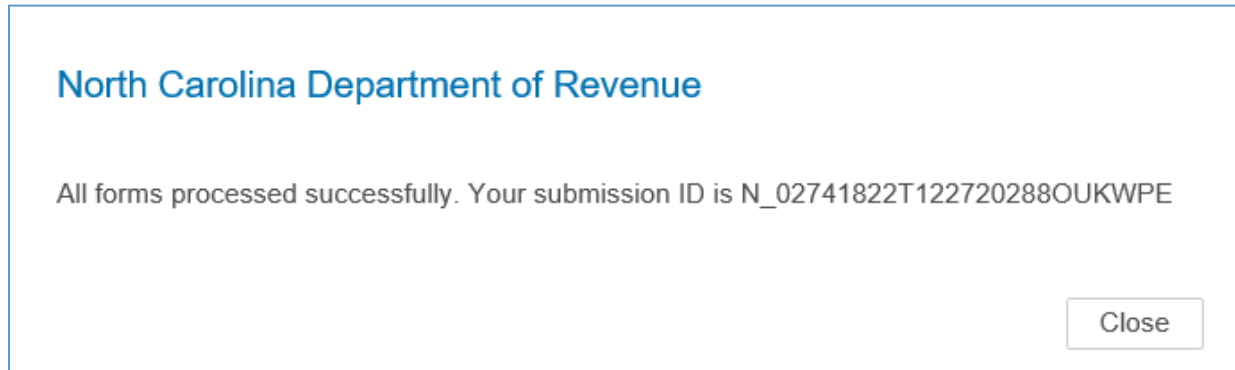 North Carolina Department of Revenue
All forms processed successfully. Your submission ID is N_02741822T122720288OUKWPE
Close